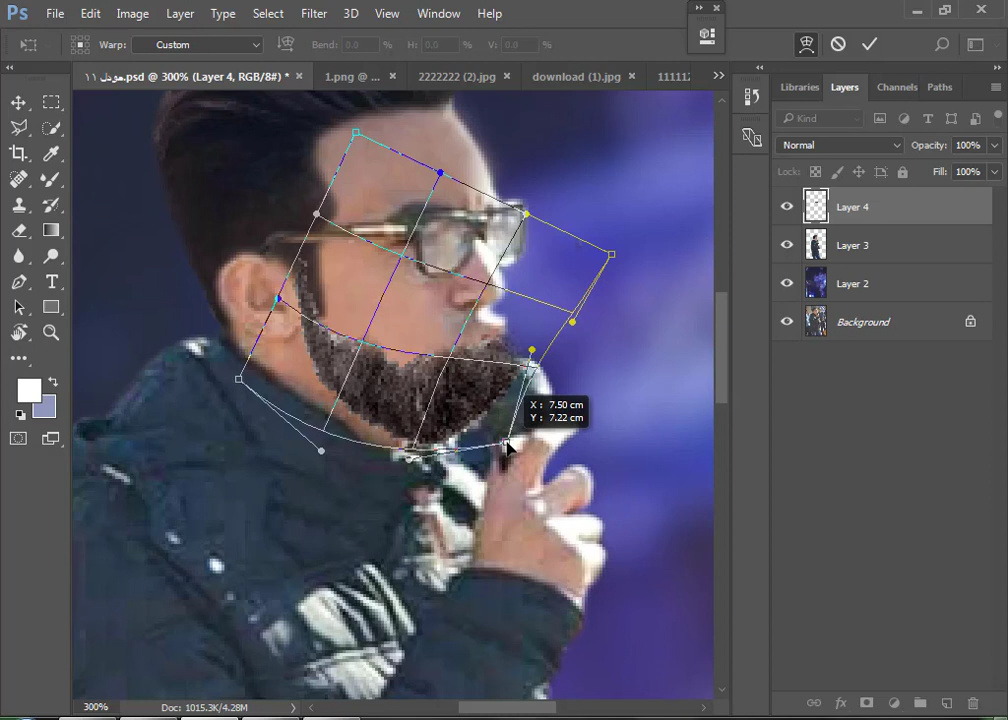 Ps File Edit Image Layer Type Select Filter 3D View Window Help
Warp: Custom Bend: 0.0 % H: 0.0 % V: 0.0 %
موديل ١١.psd @ 300% (Layer 4, RGB/8#) * × 1.png @ ... × 2222222 (2).jpg × download (1).jpg ×
Libraries Layers Channels Paths
Kind
Normal Opacity: 100%
Lock: Fill: 100%
Layer 4
Layer 3
Layer 2
Background
T
X : 7.50 cm
Y : 7.22 cm
300% Doc: 1015.3K/4.28M
fx